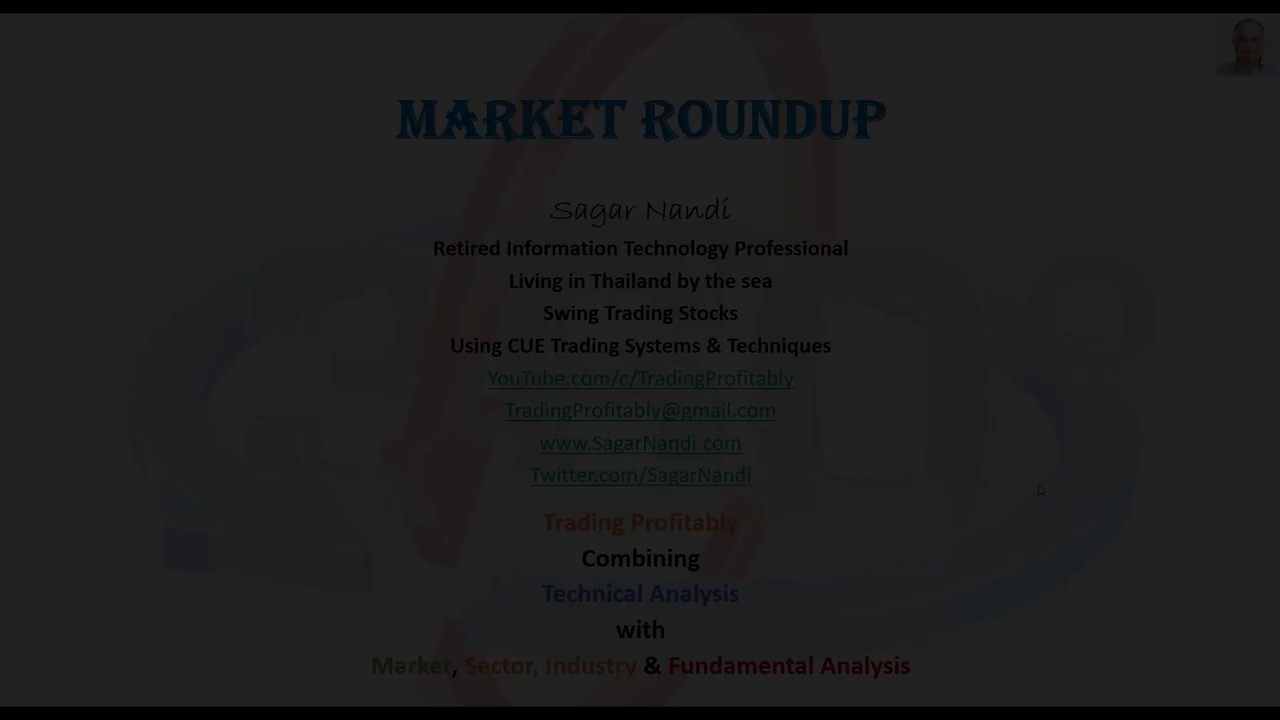 MARKET ROUNDUP
Sagar Nandi
Retired Information Technology Professional
Living in Thailand by the sea
Swing Trading Stocks
Using CUE Trading Systems & Techniques
YouTube.com/c/TradingProfitably
TradingProfitably@gmail.com
www.SagarNandi.com
Twitter.com/SagarNandi
Trading Profitably
Combining
Technical Analysis
with
Market, Sector, Industry & Fundamental Analysis